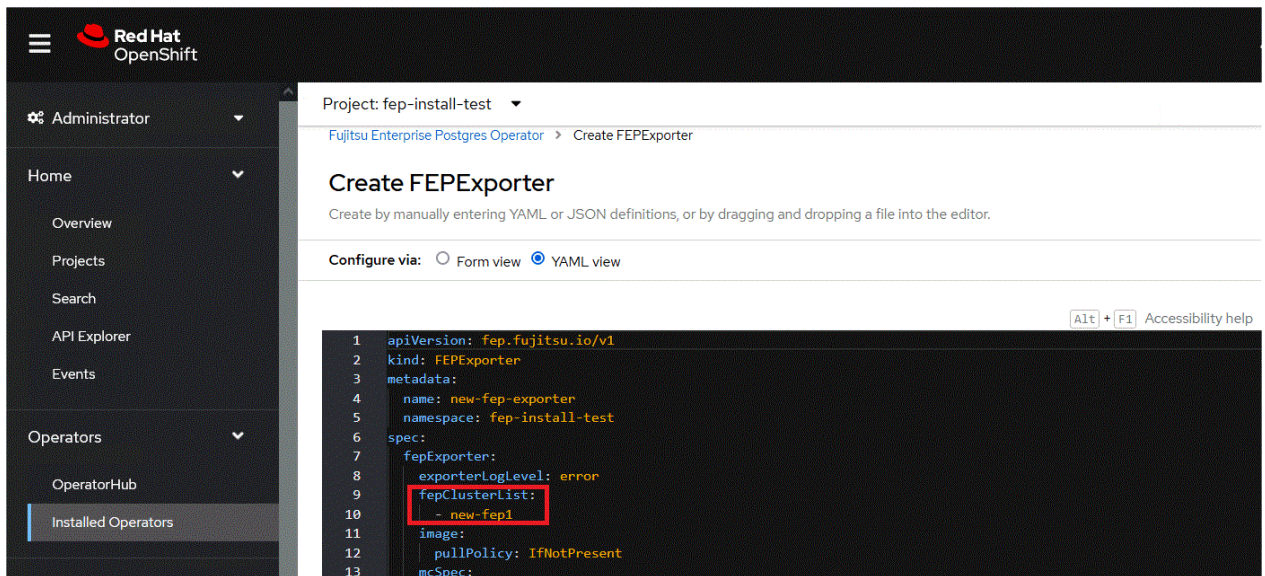 Red Hat
OpenShift
Administrator
Home
Overview
Projects
Search
API Explorer
Events
Operators
OperatorHub
Installed Operators
Project: fep-install-test
Fujitsu Enterprise Postgres Operator > Create FEPExporter
Create FEPExporter
Create by manually entering YAML or JSON definitions, or by dragging and dropping a file into the editor.
Configure via: Form view YAML view
Alt + F1 Accessibility help
1 apiVersion: fep.fujitsu.io/v1
2 kind: FEPExporter
3 metadata:
4 name: new-fep-exporter
5 namespace: fep-install-test
6 spec:
7 fepExporter:
8 exporterLogLevel: error
9 fepClusterList:
10 - new-fep1
11 image:
12 pullPolicy: IfNotPresent
13 mcSpec: